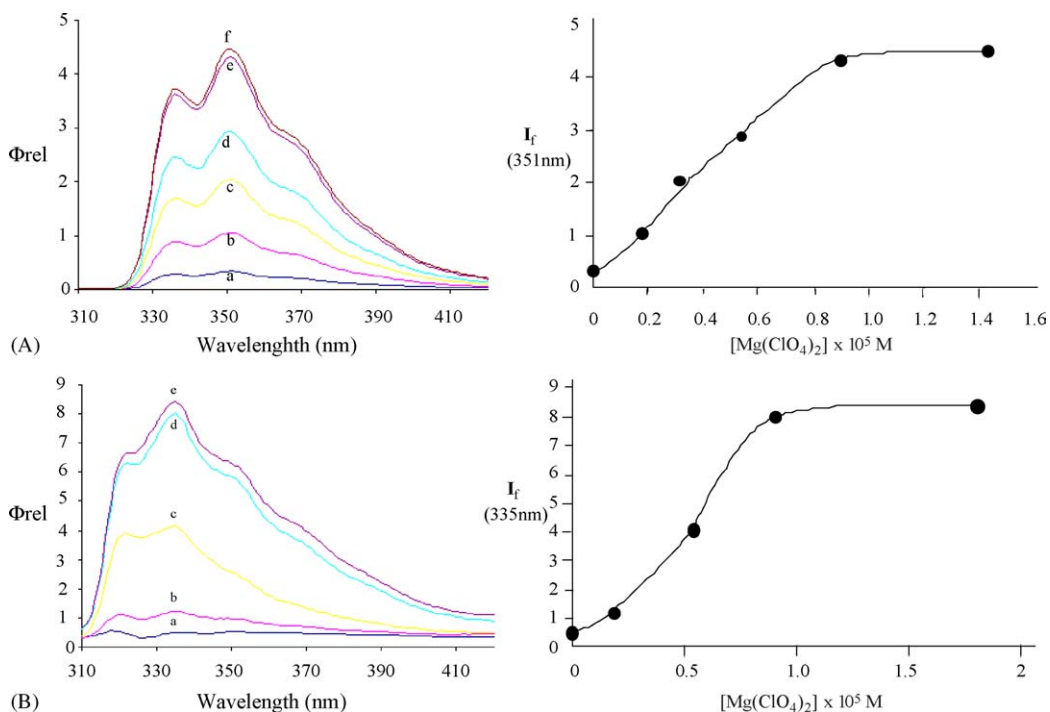 5
4
3
Φrel
2
1
0
f
e
d
c
b
a
310 330 350 370 390 410
(A)
Wavelenghth (nm)
5
4
I f
(351nm)
3
2
1
0
0 0.2 0.4 0.6 0.8 1 1.2 1.4 1.6
[Mg(ClO4)2] x 10⁵ M
9
8
7
6
Φrel
5
4
3
2
1
0
e
d
c
b
a
310 330 350 370 390 410
(B)
Wavelength (nm)
9
8
7
I f
(335nm)
6
5
4
3
2
1
0
0 0.5 1.0 1.5 2
[Mg(ClO4)2] x 10⁵ M